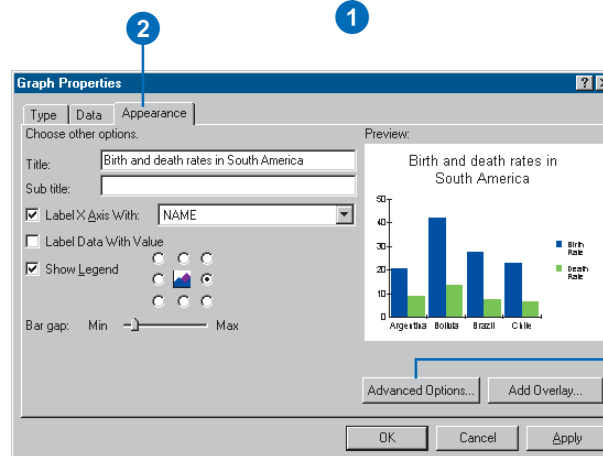 2
1
Graph Properties
Type Data Appearance
Choose other options.
Title: Birth and death rates in South America
Sub title:
Label X Axis With: NAME
Label Data With Value
Show Legend
Bar gap: Min Max
Preview:
Birth and death rates in
South America
50
40
30
20
10
0
Argentina Bolivia Brazil Chile
Birth
Rate
Death
Rate
Advanced Options... Add Overlay...
OK Cancel Apply